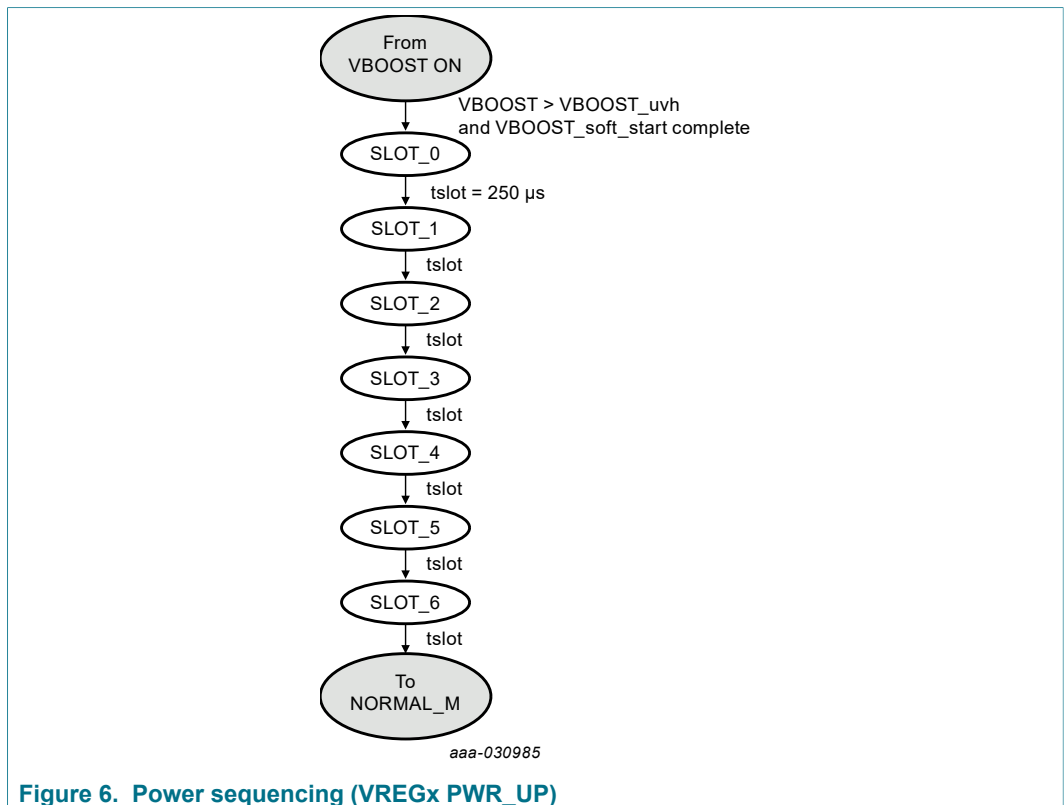 From
VBOOST ON
VBOOST > VBOOST_uvh
and VBOOST_soft_start complete
SLOT_0
tslot = 250 µs
SLOT_1
tslot
SLOT_2
tslot
SLOT_3
tslot
SLOT_4
tslot
SLOT_5
tslot
SLOT_6
tslot
To
NORMAL_M
aaa-030985
Figure 6. Power sequencing (VREGx PWR_UP)